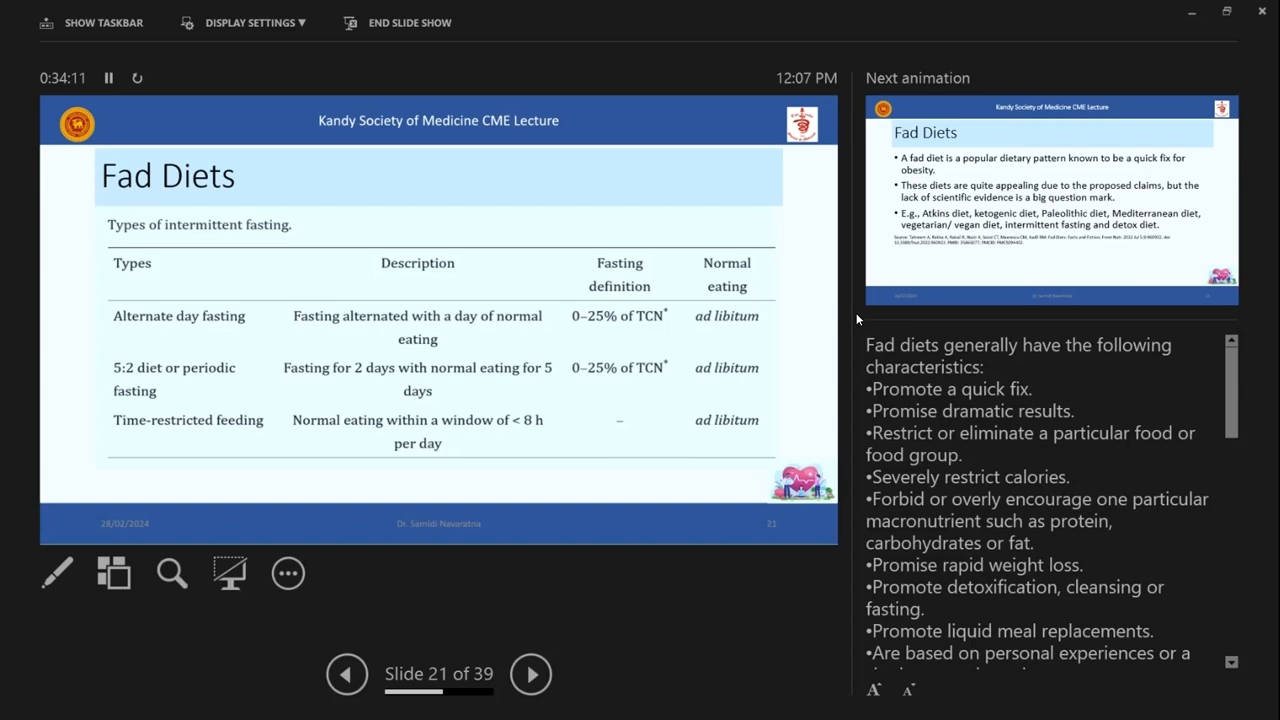 SHOW TASKBAR
DISPLAY SETTINGS ▼
END SLIDE SHOW
0:34:11
12:07 PM
Kandy Society of Medicine CME Lecture
Fad Diets
Types of intermittent fasting.
Types Description Fasting definition Normal eating
Alternate day fasting Fasting alternated with a day of normal eating 0–25% of TCN* ad libitum
5:2 diet or periodic fasting Fasting for 2 days with normal eating for 5 days 0–25% of TCN* ad libitum
Time-restricted feeding Normal eating within a window of < 8 h per day – ad libitum
28/02/2024
Dr. Samidi Navaratna
21
Slide 21 of 39
Next animation
Kandy Society of Medicine CME Lecture
Fad Diets
• A fad diet is a popular dietary pattern known to be a quick fix for
obesity.
• These diets are quite appealing due to the proposed claims, but the
lack of scientific evidence is a big question mark.
• E.g., Atkins diet, ketogenic diet, Paleolithic diet, Mediterranean diet,
vegetarian/ vegan diet, intermittent fasting and detox diet.
Fad diets generally have the following
characteristics:
•Promote a quick fix.
•Promise dramatic results.
•Restrict or eliminate a particular food or
food group.
•Severely restrict calories.
•Forbid or overly encourage one particular
macronutrient such as protein,
carbohydrates or fat.
•Promise rapid weight loss.
•Promote detoxification, cleansing or
fasting.
•Promote liquid meal replacements.
•Are based on personal experiences or a
A A